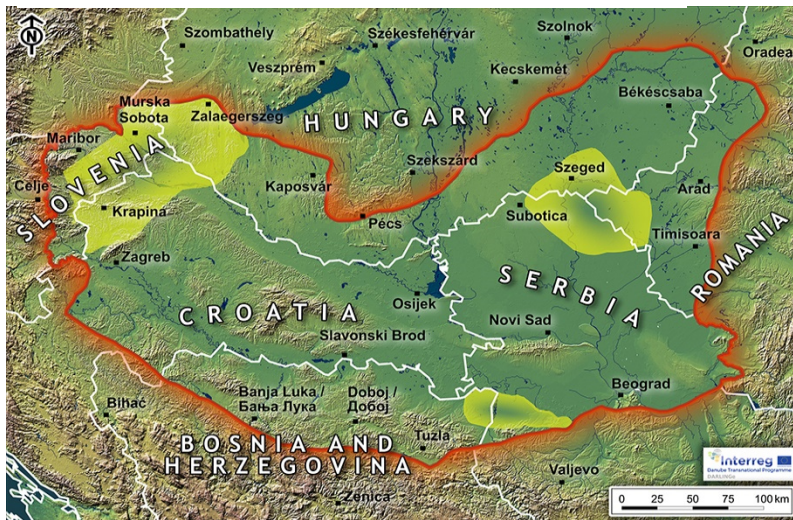 N
Szombathely
Székesfehérvár
Szolnok
Oradea
Veszprém
Kecskemèt
Békéscsaba
Murska
Sobota
Zalaegerszeg
HUNGARY
Maribor
SLOVENIA
Szekszárd
Szeged
Celje
Kaposvár
Arad
Krapina
Subotica
Pécs
Timisoara
ROMANIA
Zagreb
SERBIA
Osijek
CROATIA
Novi Sad
Slavonski Brod
Beograd
Bihać
Banja Luka /
Бања Лука
Doboj /
Добој
Tuzla
BOSNIA AND
HERZEGOVINA
Valjevo
Zenica
Interreg
Danube Transnational Programme
DARLINGe
0 25 50 75 100 km